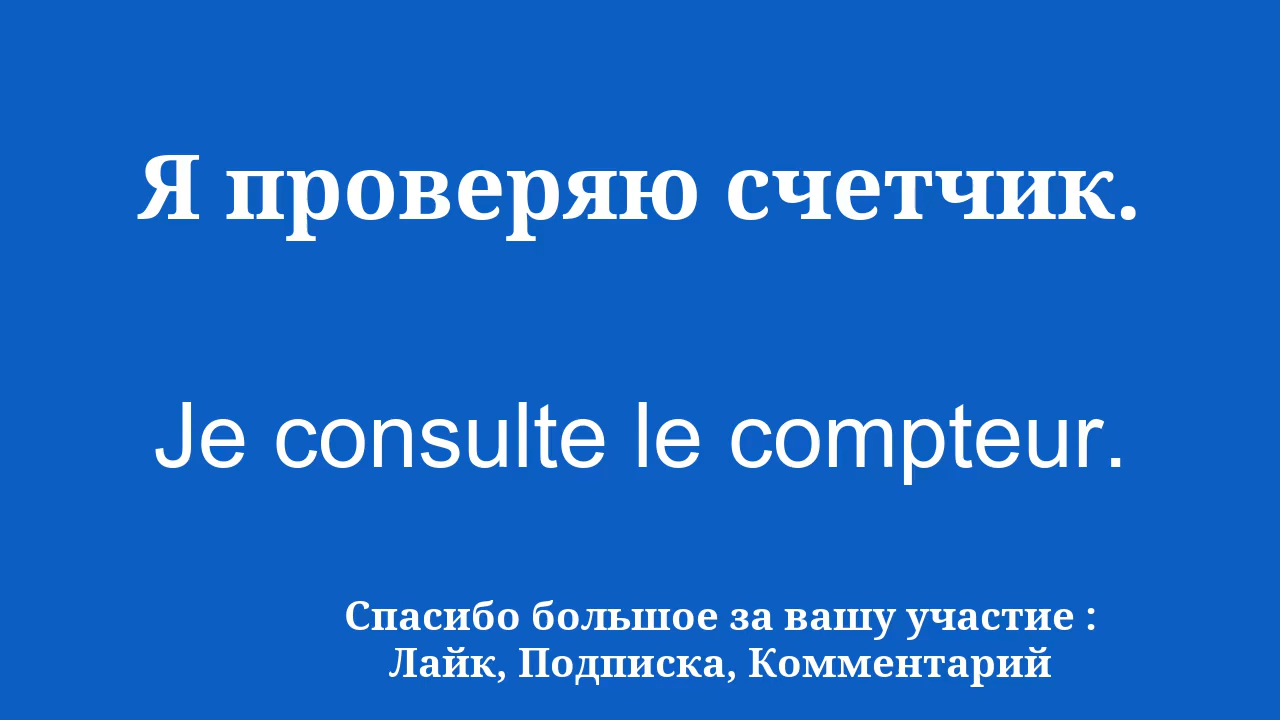 Я проверяю счетчик.
Je consulte le compteur.
Спасибо большое за вашу участие :
Лайк, Подписка, Комментарий